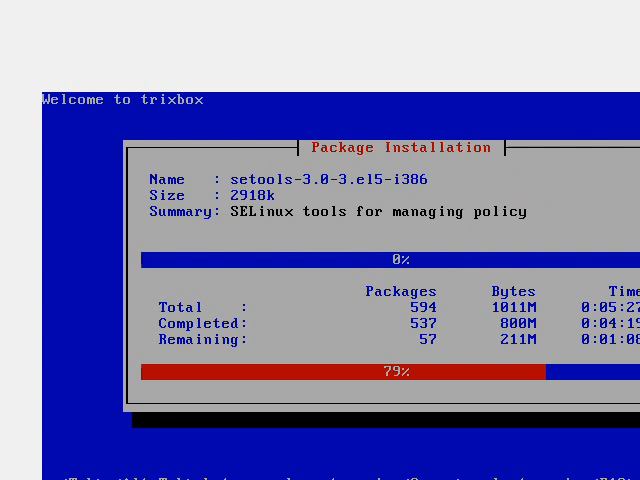 Welcome to trixbox
Package Installation
Name : setools-3.0-3.el5-i386
Size : 2918k
Summary: SELinux tools for managing policy
0%
Packages Bytes Time
Total : 594 1011M 0:05:27
Completed: 537 800M 0:04:19
Remaining: 57 211M 0:01:08
79%